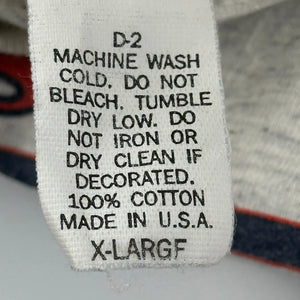 D-2
MACHINE WASH
COLD. DO NOT
BLEACH. TUMBLE
DRY LOW. DO
NOT IRON OR
DRY CLEAN IF
DECORATED.
100% COTTON
MADE IN U.S.A.
X-LARGE